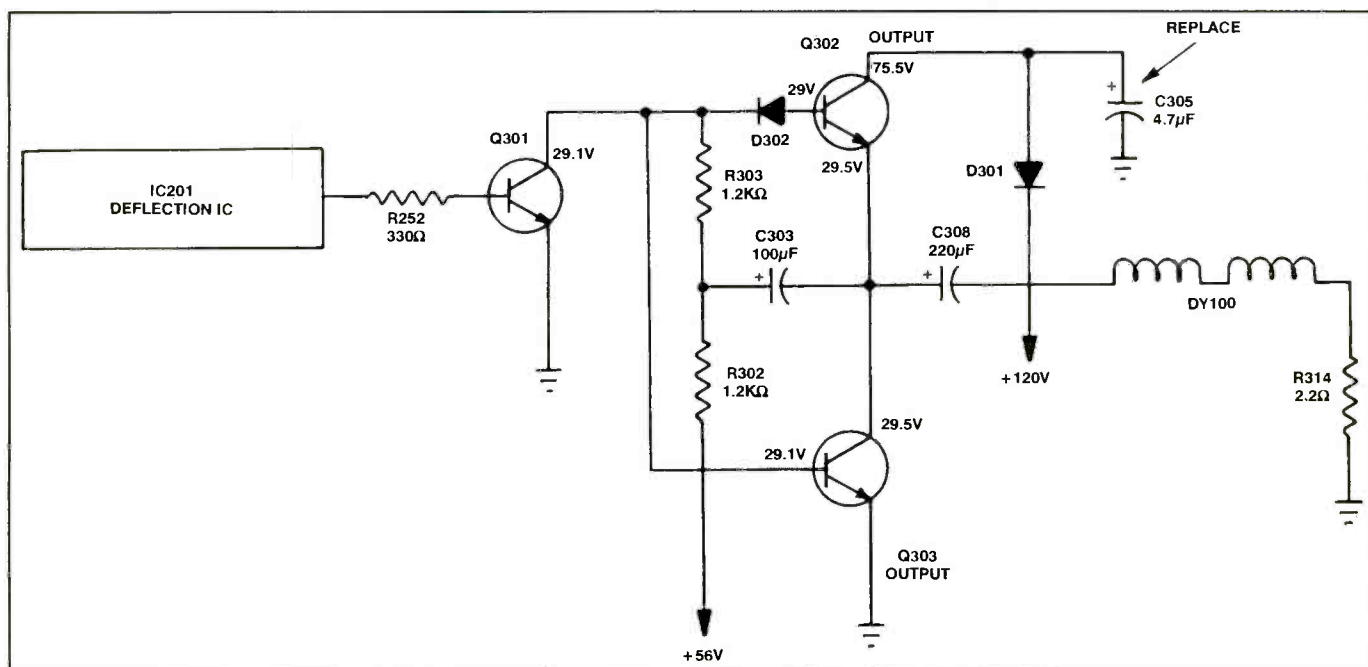 REPLACE
Q302
OUTPUT
75.5V
+
C305
4.7µF
29V
D302
Q301
29.1V
29.5V
D301
IC201
DEFLECTION IC
R252
330Ω
R303
1.2KΩ
C303
100µF
+
C308
220µF
+
DY100
R302
1.2KΩ
+120V
R314
2.2Ω
29.5V
29.1V
Q303
OUTPUT
+56V